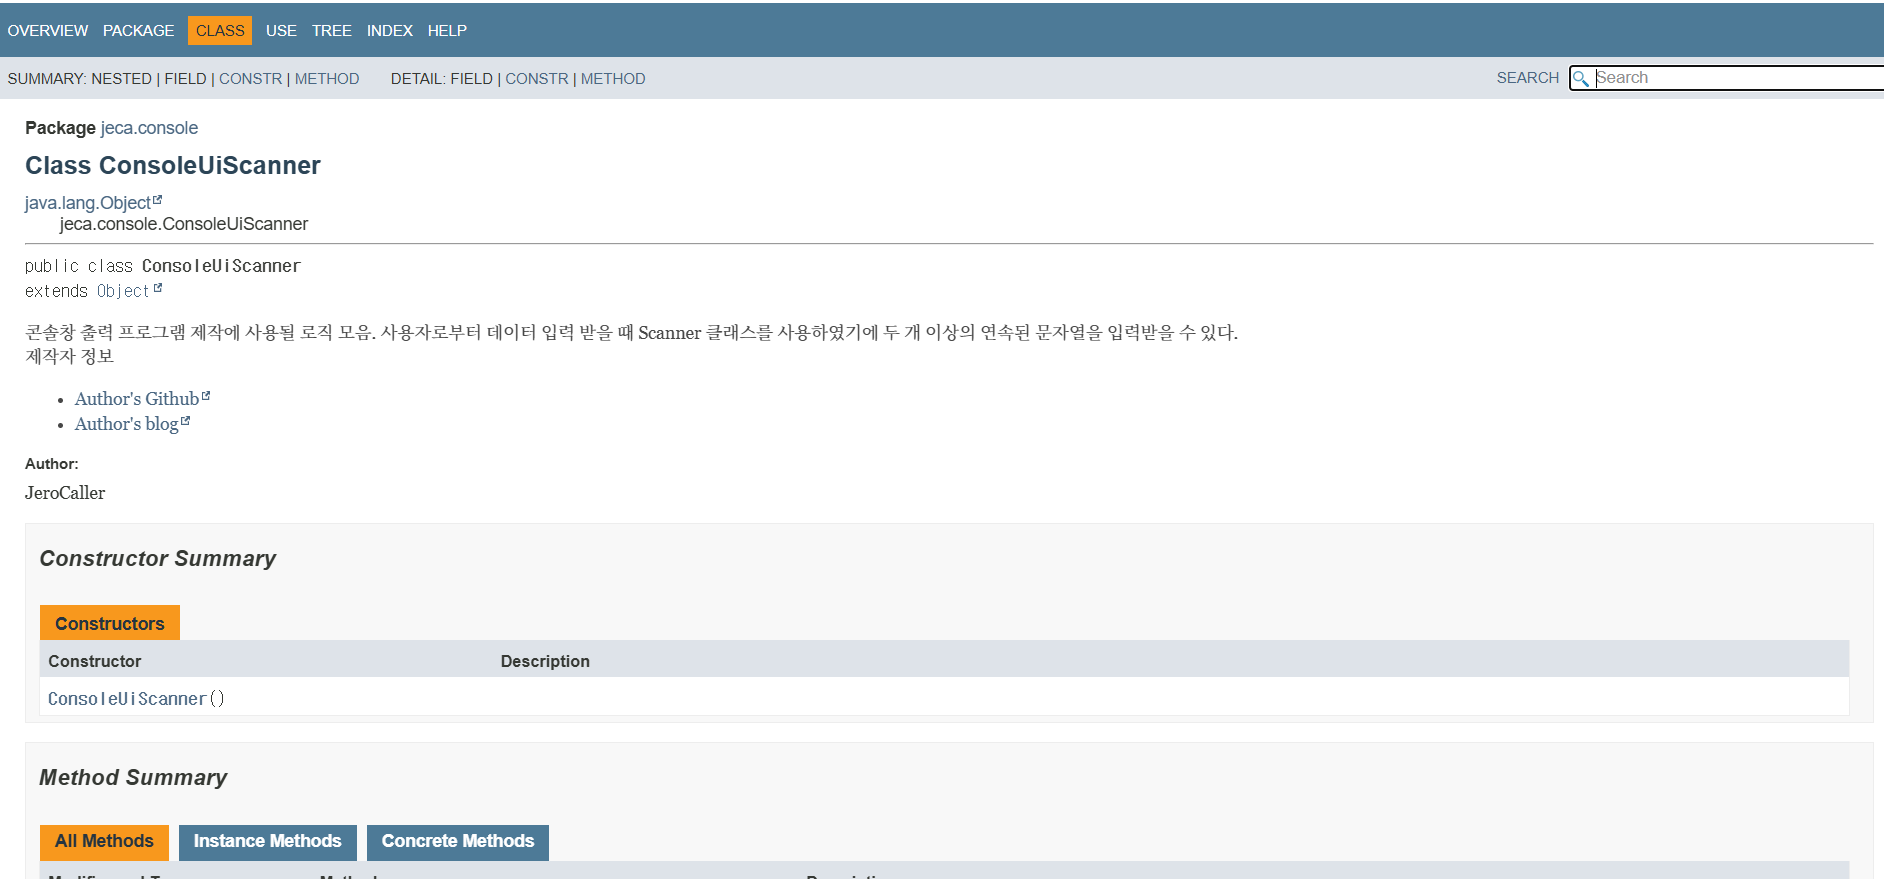 OVERVIEW PACKAGE CLASS USE TREE INDEX HELP
SUMMARY: NESTED | FIELD | CONSTR | METHOD DETAIL: FIELD | CONSTR | METHOD SEARCH Search
Package jeca.console
Class ConsoleUiScanner
java.lang.Object
jeca.console.ConsoleUiScanner
public class ConsoleUiScanner
extends Object
콘솔창 출력 프로그램 제작에 사용될 로직 모음. 사용자로부터 데이터 입력 받을 때 Scanner 클래스를 사용하였기에 두 개 이상의 연속된 문자열을 입력받을 수 있다.
제작자 정보
• Author's Github
• Author's blog
Author:
JeroCaller
Constructor Summary
Constructors
Constructor Description
ConsoleUiScanner()
Method Summary
All Methods Instance Methods Concrete Methods